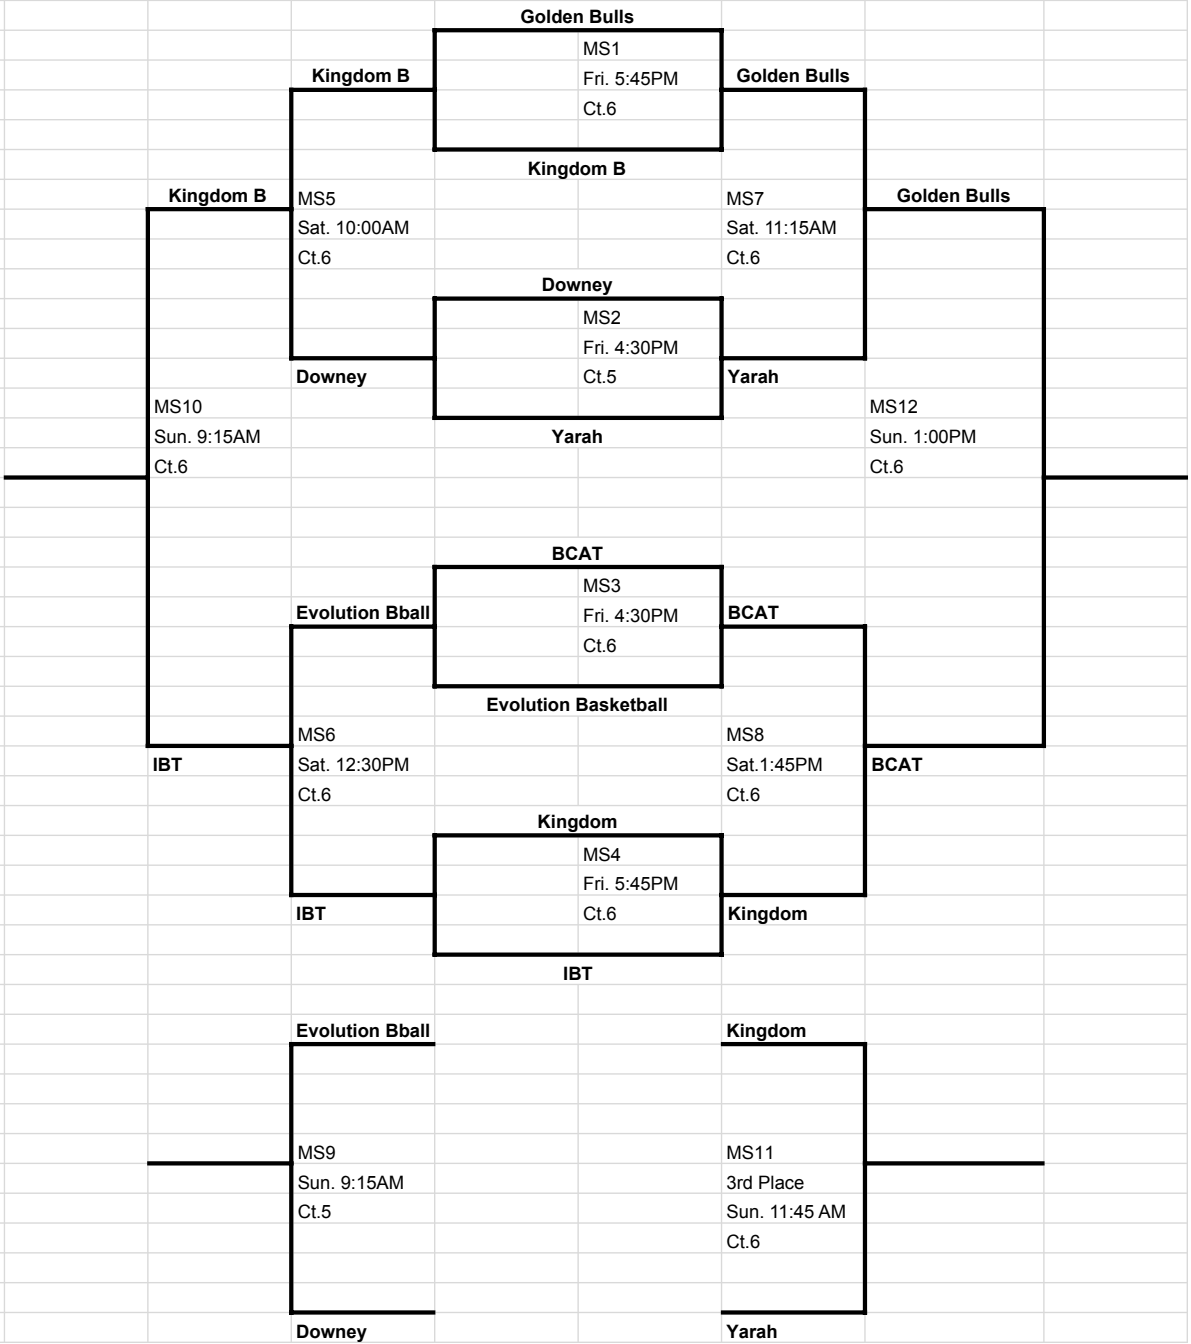 Golden Bulls
MS1
Kingdom B
Fri. 5:45PM
Golden Bulls
Ct.6
Kingdom B
Kingdom B
MS5
MS7
Golden Bulls
Sat. 10:00AM
Sat. 11:15AM
Ct.6
Ct.6
Downey
MS2
Fri. 4:30PM
Downey
Ct.5
Yarah
MS10
MS12
Sun. 9:15AM
Yarah
Sun. 1:00PM
Ct.6
Ct.6
BCAT
MS3
Evolution Bball
Fri. 4:30PM
BCAT
Ct.6
Evolution Basketball
MS6
MS8
IBT
Sat. 12:30PM
Sat.1:45PM
BCAT
Ct.6
Ct.6
Kingdom
MS4
Fri. 5:45PM
IBT
Ct.6
Kingdom
IBT
Evolution Bball
Kingdom
MS9
MS11
Sun. 9:15AM
3rd Place
Ct.5
Sun. 11:45 AM
Ct.6
Downey
Yarah